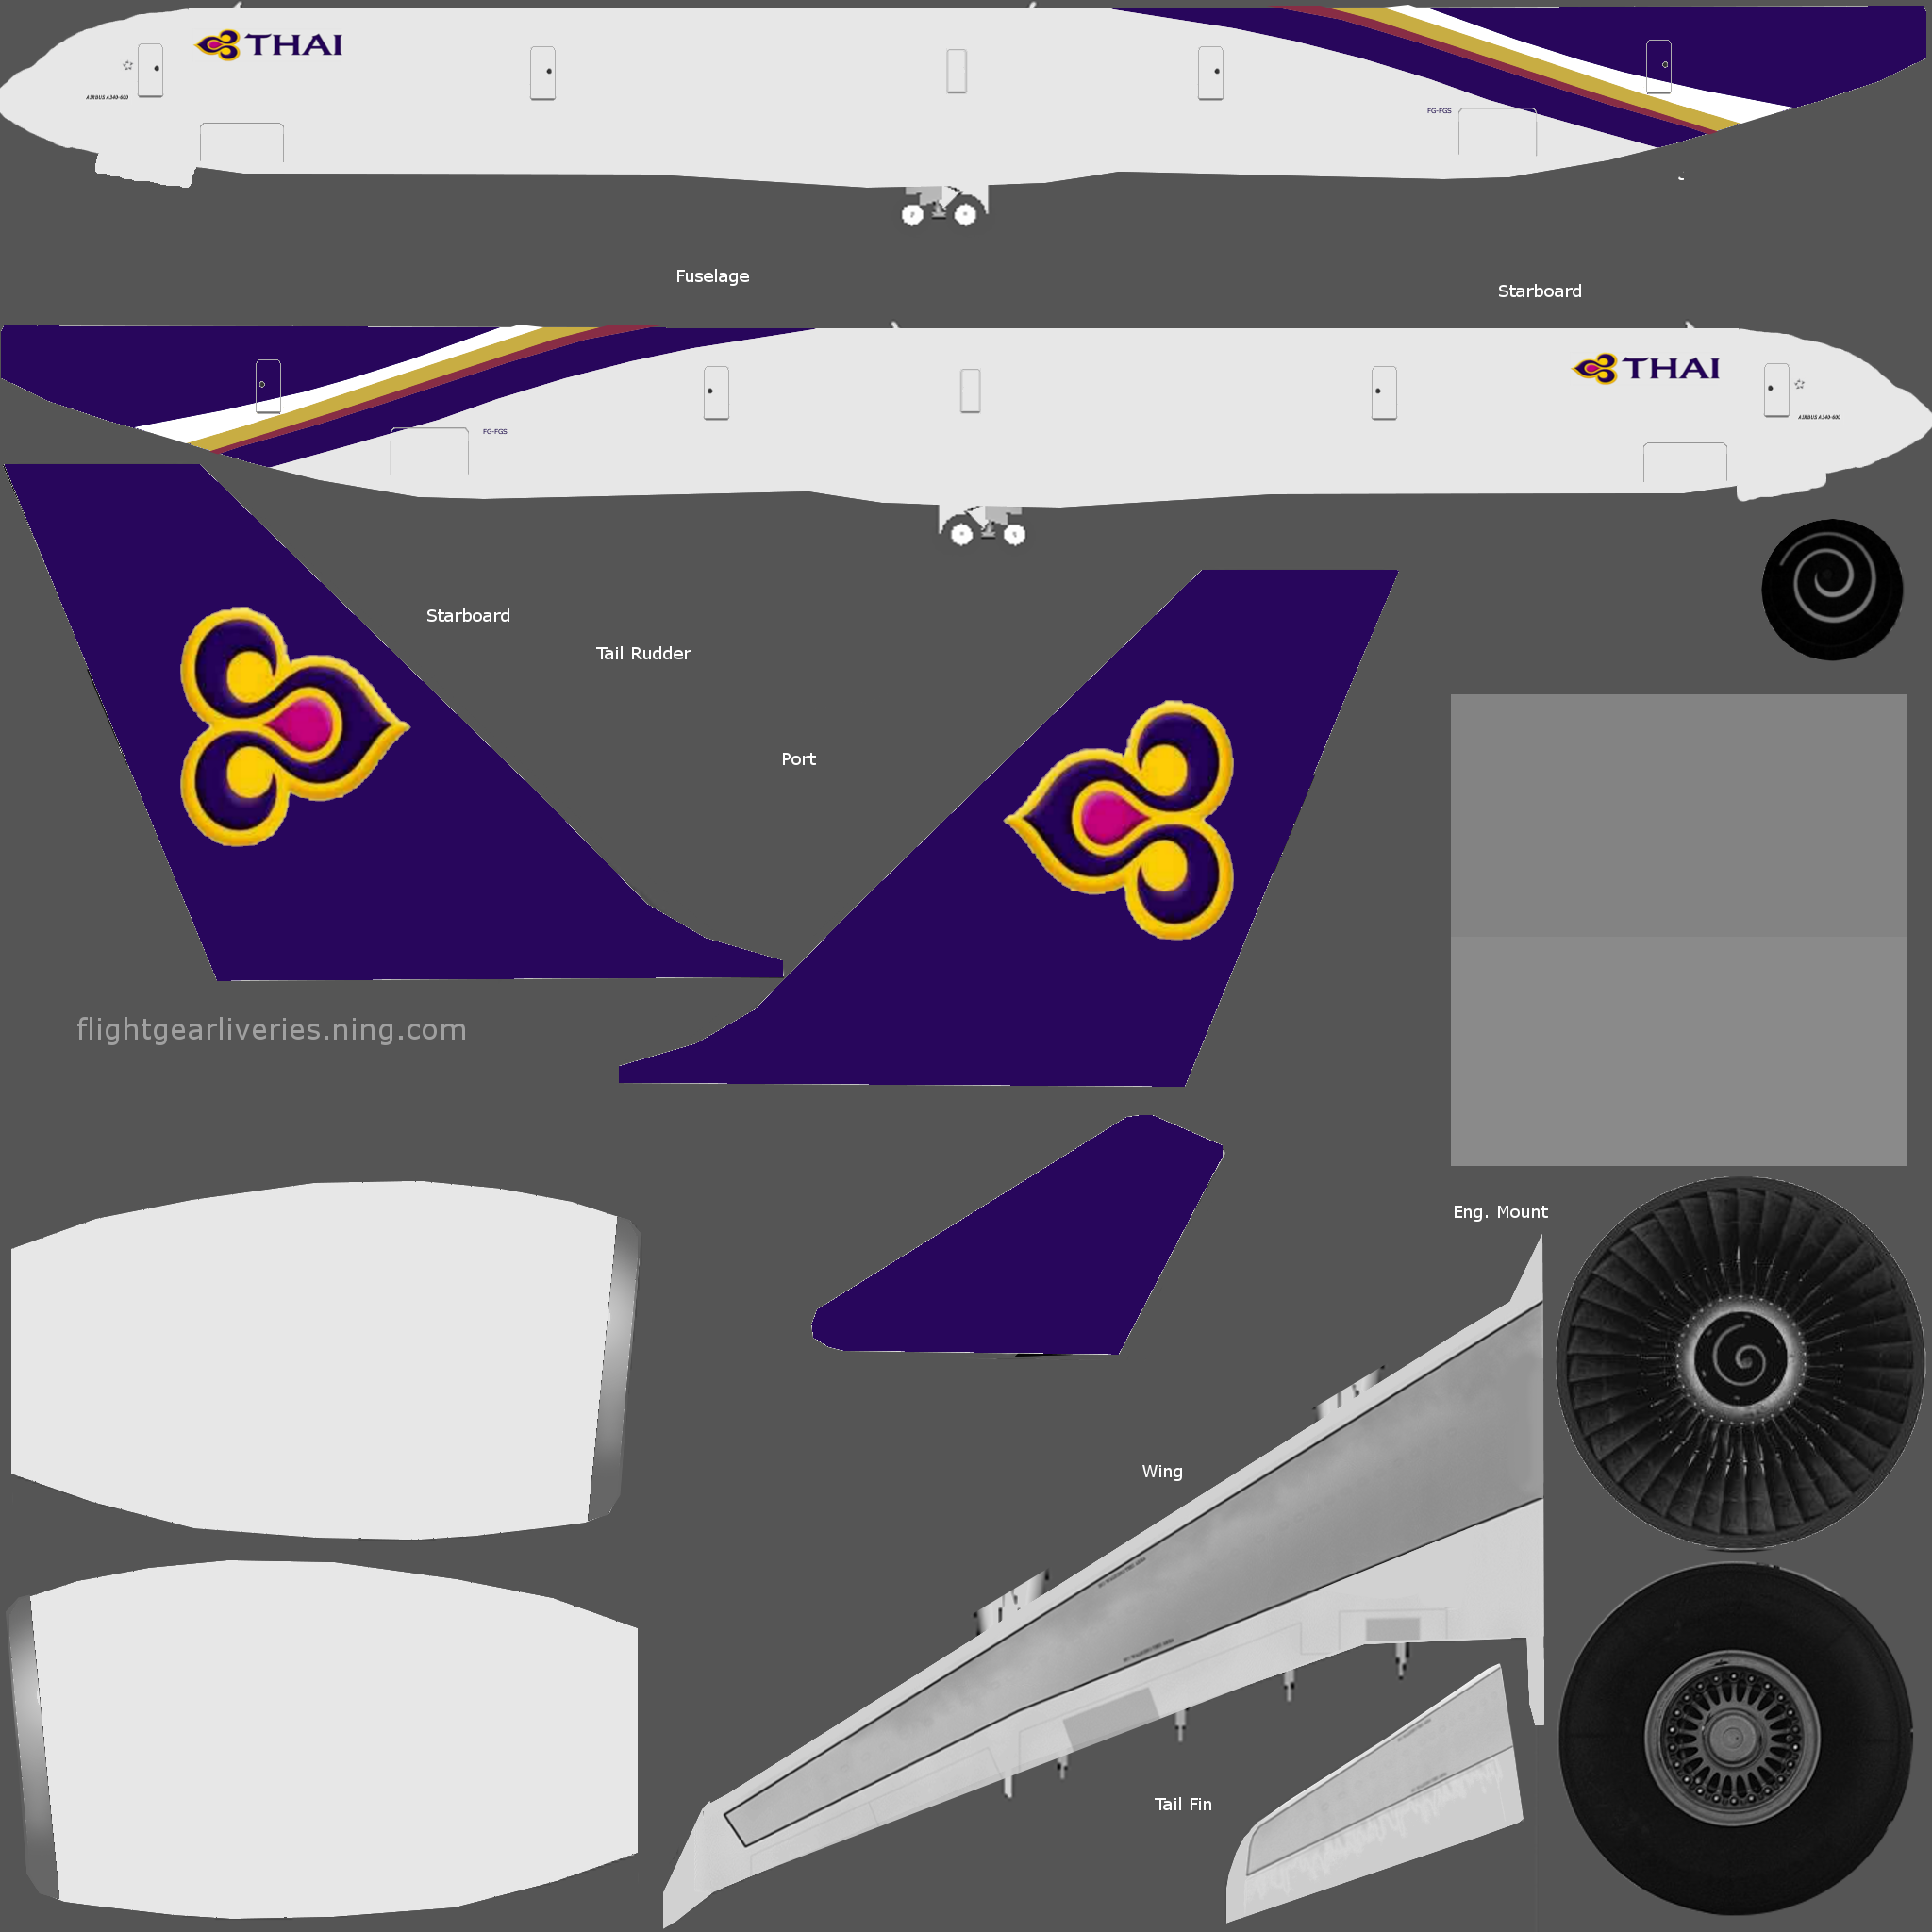 THAI
AIRBUS A340-600
FG-FGS
Fuselage
Starboard
THAI
AIRBUS A340-600
FG-FGS
Starboard
Tail Rudder
Port
flightgearliveries.ning.com
Eng. Mount
Wing
Tail Fin